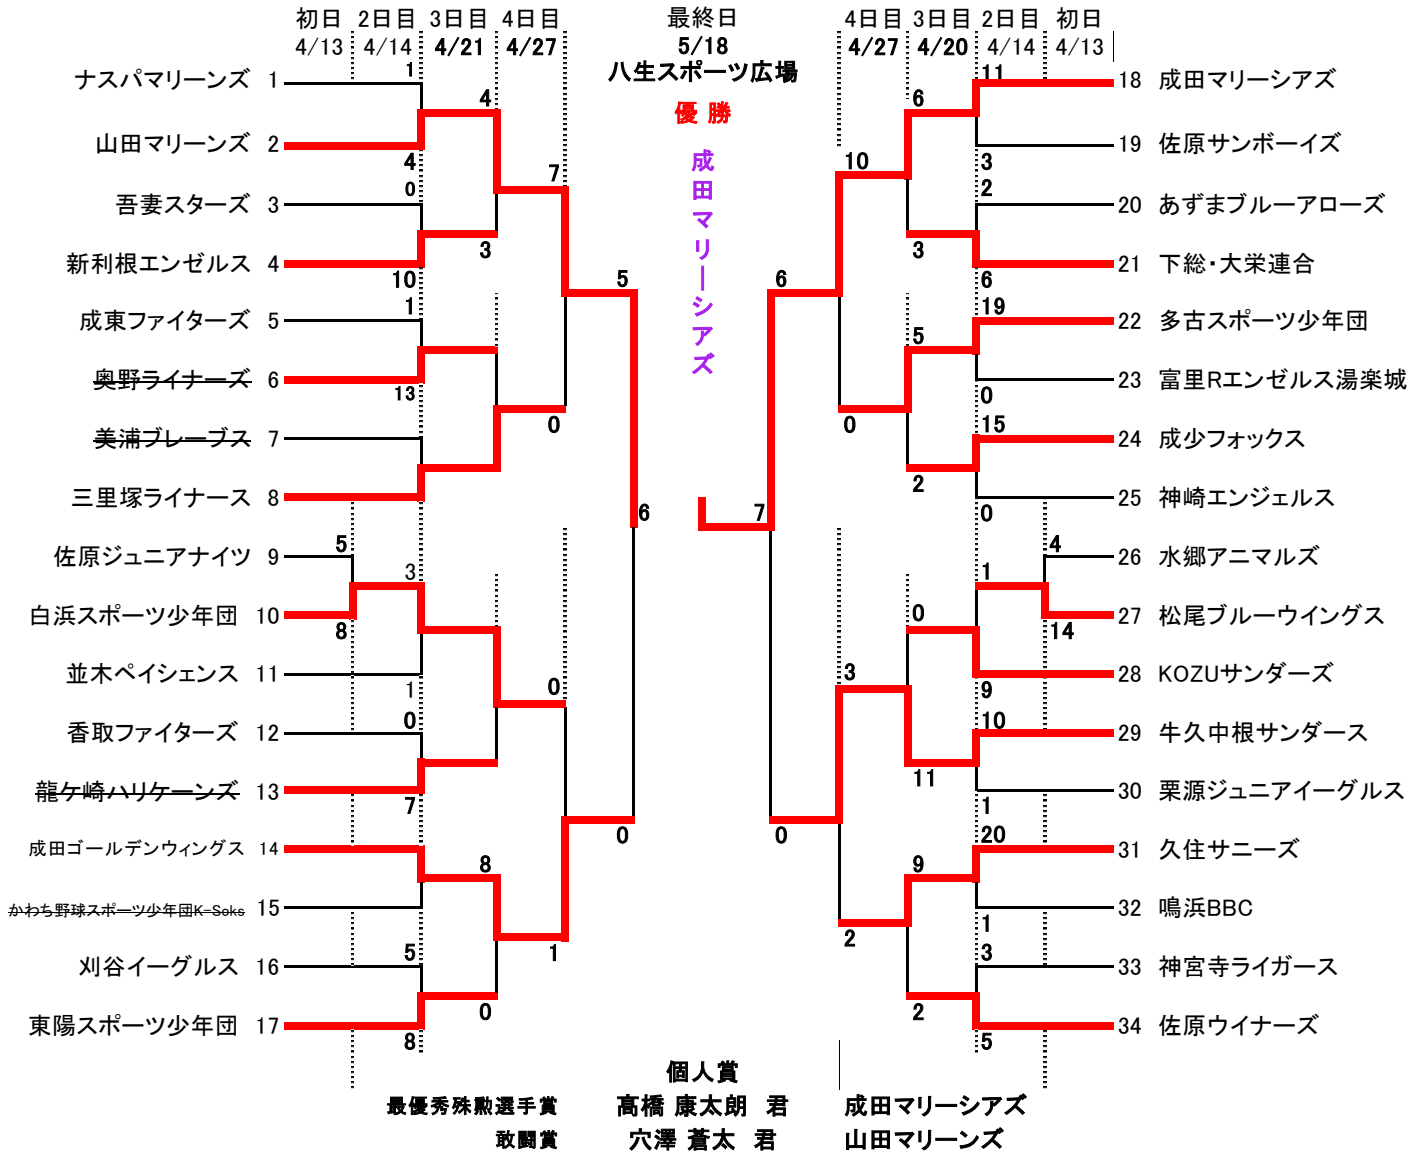 初日 2日目 3日目 4日目 最終日 4日目 3日目 2日目 初日
4/13 4/14 4/21 4/27 5/18 4/27 4/20 4/14 4/13
八生スポーツ広場
優 勝
成田マリーシアズ
ナスパマリーンズ 1 1
山田マリーンズ 2 4
4
吾妻スターズ 3 0
新利根エンゼルス 4 10
3
7
成東ファイターズ 5 1
奥野ライナーズ 6 13
美浦ブレーブス 7
三里塚ライナース 8
0
5
佐原ジュニアナイツ 9 5
白浜スポーツ少年団 10 8
3
並木ペイシェンス 11 1
香取ファイターズ 12 0
龍ケ崎ハリケーンズ 13 7
0
成田ゴールデンウィングス 14
かわち野球スポーツ少年団K-Soks 15
8
刈谷イーグルス 16 5
東陽スポーツ少年団 17 8
0
1
0
6
7
11 18 成田マリーシアズ
3 19 佐原サンボーイズ
6
2 20 あずまブルーアローズ
6 21 下総・大栄連合
3
10
19 22 多古スポーツ少年団
0 23 富里Rエンゼルス湯楽城
5
15 24 成少フォックス
0 25 神崎エンジェルス
2
0
6
4 26 水郷アニマルズ
14 27 松尾ブルーウイングス
1
9 28 KOZUサンダーズ
0
10 29 牛久中根サンダース
1 30 栗源ジュニアイーグルス
11
3
20 31 久住サニーズ
1 32 鳴浜BBC
9
3 33 神宮寺ライガース
5 34 佐原ウイナーズ
2
2
0
個人賞
最優秀殊勲選手賞 髙橋 康太朗 君 成田マリーシアズ
敢闘賞 穴澤 蒼太 君 山田マリーンズ